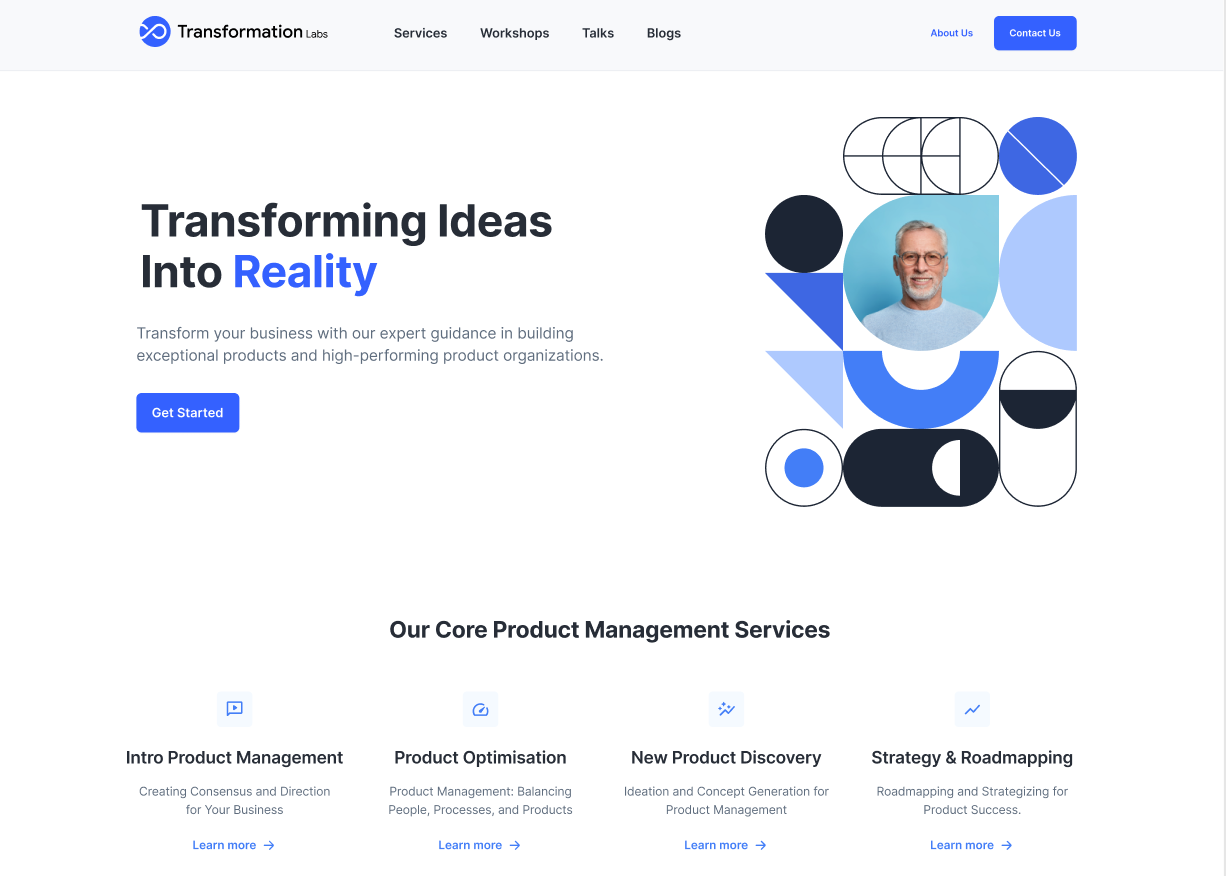 Transformation Labs
Services
Workshops
Talks
Blogs
About Us
Contact Us
Transforming Ideas
Into Reality
Transform your business with our expert guidance in building
exceptional products and high-performing product organizations.
Get Started
Our Core Product Management Services
Intro Product Management
Creating Consensus and Direction
for Your Business
Learn more
Product Optimisation
Product Management: Balancing
People, Processes, and Products
Learn more
New Product Discovery
Ideation and Concept Generation for
Product Management
Learn more
Strategy & Roadmapping
Roadmapping and Strategizing for
Product Success.
Learn more